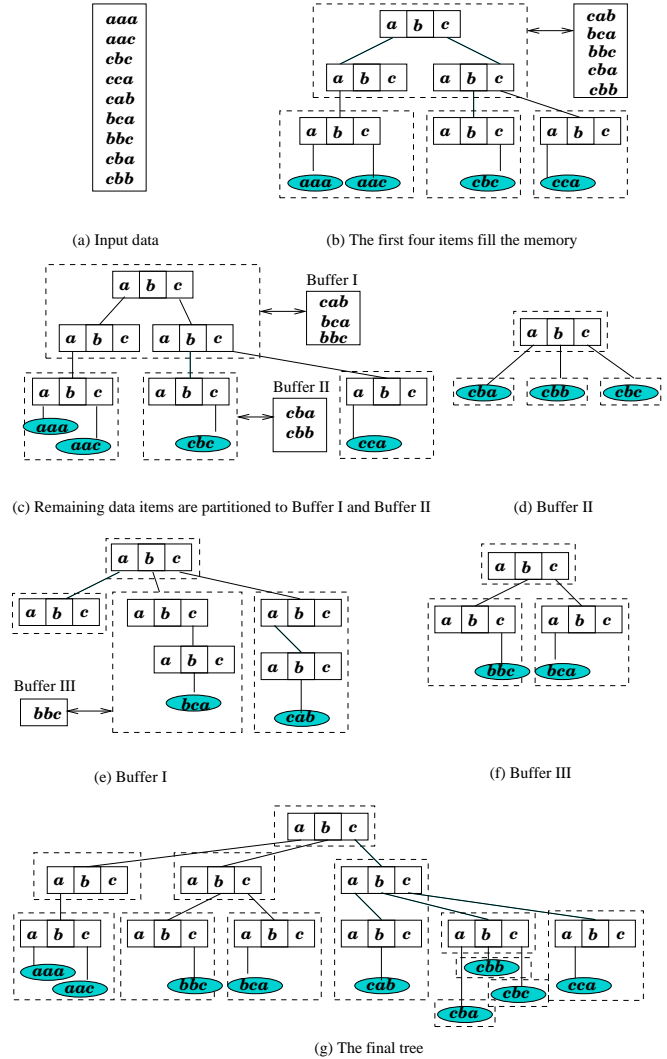 aaa
aac
cbc
cca
cab
bca
bbc
cba
cbb
(a) Input data
a b c
cab
bca
bbc
cba
cbb
a b c
a b c
a b c
a b c
a b c
aaa
aac
cbc
cca
(b) The first four items fill the memory
a b c
Buffer I
cab
bca
bbc
a b c
a b c
a b c
a b c
a b c
aaa
aac
cbc
cca
Buffer II
cba
cbb
(c) Remaining data items are partitioned to Buffer I and Buffer II
a b c
cba
cbb
cbc
(d) Buffer II
a b c
a b c
a b c
a b c
a b c
a b c
Buffer III
bbc
bca
cab
(e) Buffer I
a b c
a b c
a b c
bbc
bca
(f) Buffer III
a b c
a b c
a b c
a b c
a b c
a b c
a b c
a b c
a b c
a b c
aaa
aac
bbc
bca
cab
cbb
cbc
cba
cca
(g) The final tree